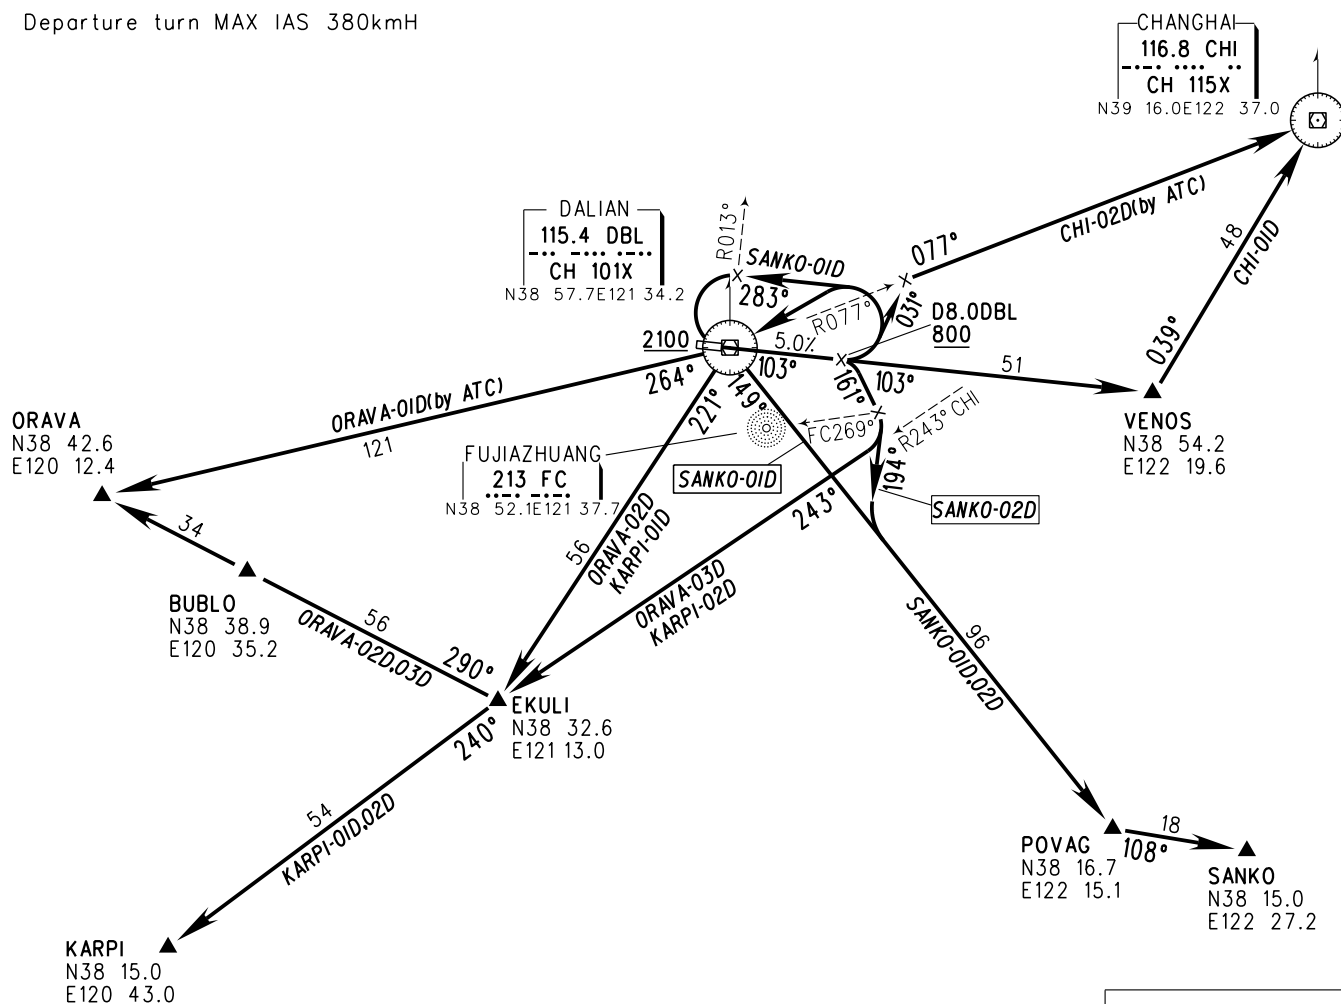 Departure turn MAX IAS 380kmH
CHANGHAI
116.8 CHI
CH 115X
N39 16.0E122 37.0
DALIAN
115.4 DBL
CH 101X
N38 57.7E121 34.2
R013°
SANKO-01D
283°
R077°
031°
077°
CHI-02D(by ATC)
48
CHI-01D
039°
D8.0DBL
800
2100
5.0%
103°
161°
103°
51
VENOS
N38 54.2
E122 19.6
264°
221°
149°
ORAVA-01D(by ATC)
121
ORAVA
N38 42.6
E120 12.4
FC269°
R243° CHI
194°
FUJIAZHUANG
213 FC
N38 52.1E121 37.7
SANKO-01D
SANKO-02D
243°
34
BUBLO
N38 38.9
E120 35.2
56
ORAVA-02D,03D
290°
56
ORAVA-02D
KARPI-01D
ORAVA-03D
KARPI-02D
96
SANKO-01D,02D
EKULI
N38 32.6
E121 13.0
240°
54
KARPI-01D,02D
POVAG
N38 16.7
E122 15.1
18
108°
SANKO
N38 15.0
E122 27.2
KARPI
N38 15.0
E120 43.0